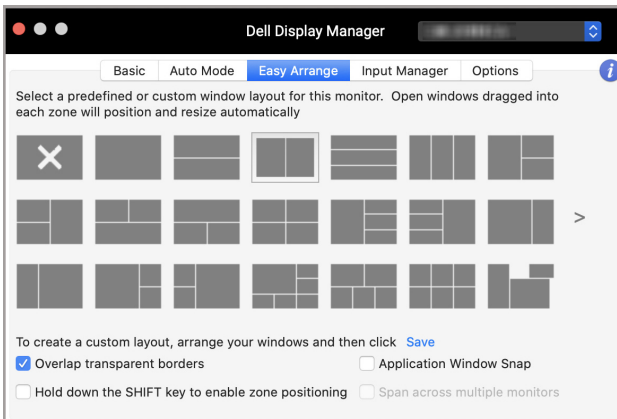 Dell Display Manager
Basic
Auto Mode
Easy Arrange
Input Manager
Options
i
Select a predefined or custom window layout for this monitor.  Open windows dragged into
each zone will position and resize automatically
>
To create a custom layout, arrange your windows and then click  Save
Overlap transparent borders
Application Window Snap
Hold down the SHIFT key to enable zone positioning
Span across multiple monitors